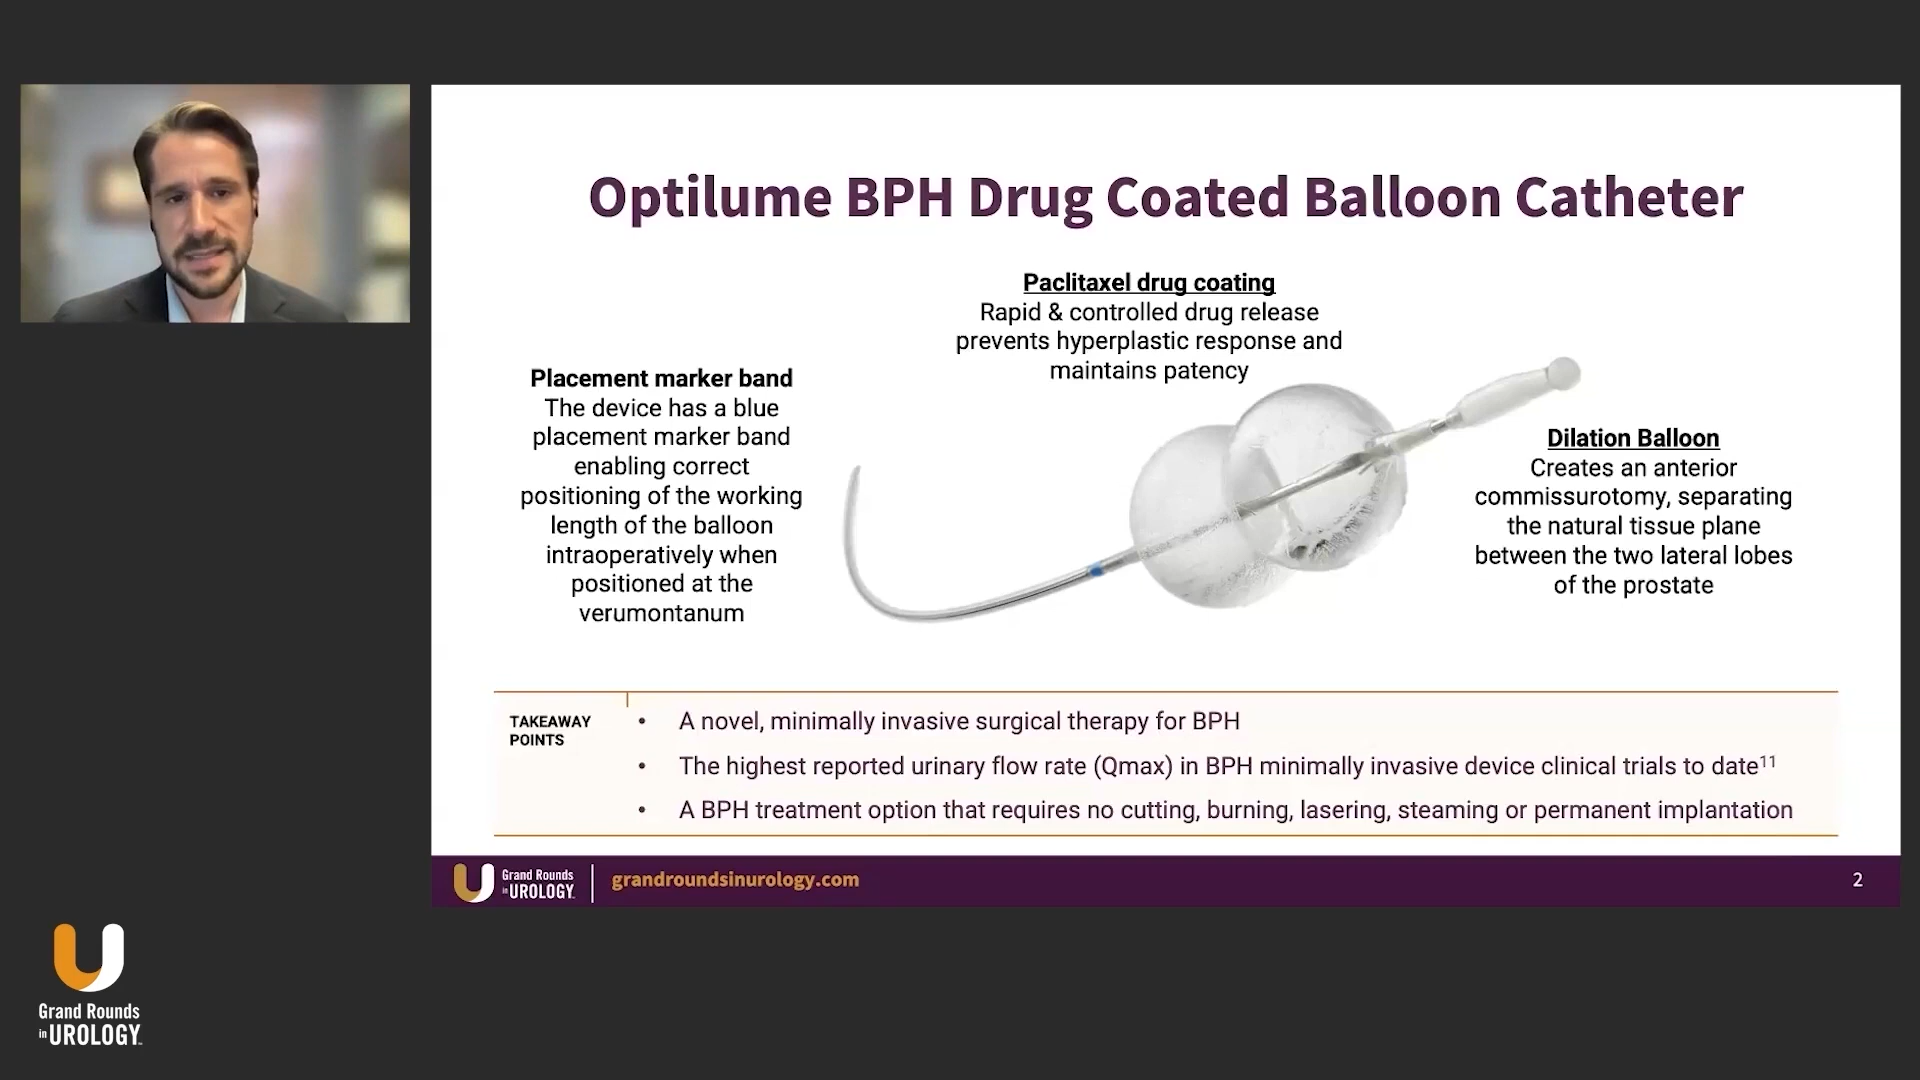 Optilume BPH Drug Coated Balloon Catheter
Paclitaxel drug coating
Rapid & controlled drug release
prevents hyperplastic response and
maintains patency
Placement marker band
The device has a blue
placement marker band
enabling correct
positioning of the working
length of the balloon
intraoperatively when
positioned at the
verumontanum
Dilation Balloon
Creates an anterior
commissurotomy, separating
the natural tissue plane
between the two lateral lobes
of the prostate
TAKEAWAY
POINTS
• A novel, minimally invasive surgical therapy for BPH
• The highest reported urinary flow rate (Qmax) in BPH minimally invasive device clinical trials to date¹¹
• A BPH treatment option that requires no cutting, burning, lasering, steaming or permanent implantation
Grand Rounds
in UROLOGY
grandroundsinurology.com
2
Grand Rounds
in UROLOGY